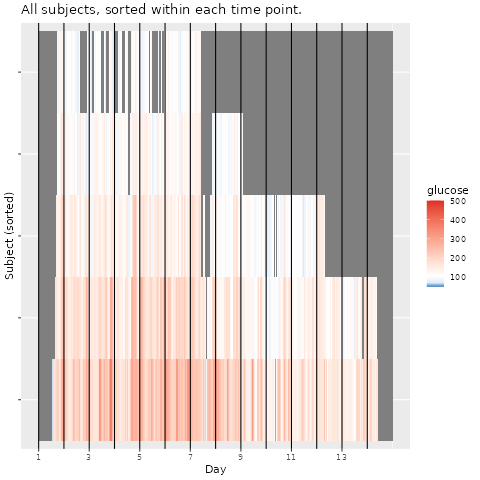 All subjects, sorted within each time point.
Subject (sorted)
glucose
500
400
300
200
100
1 3 5 7 9 11 13
Day